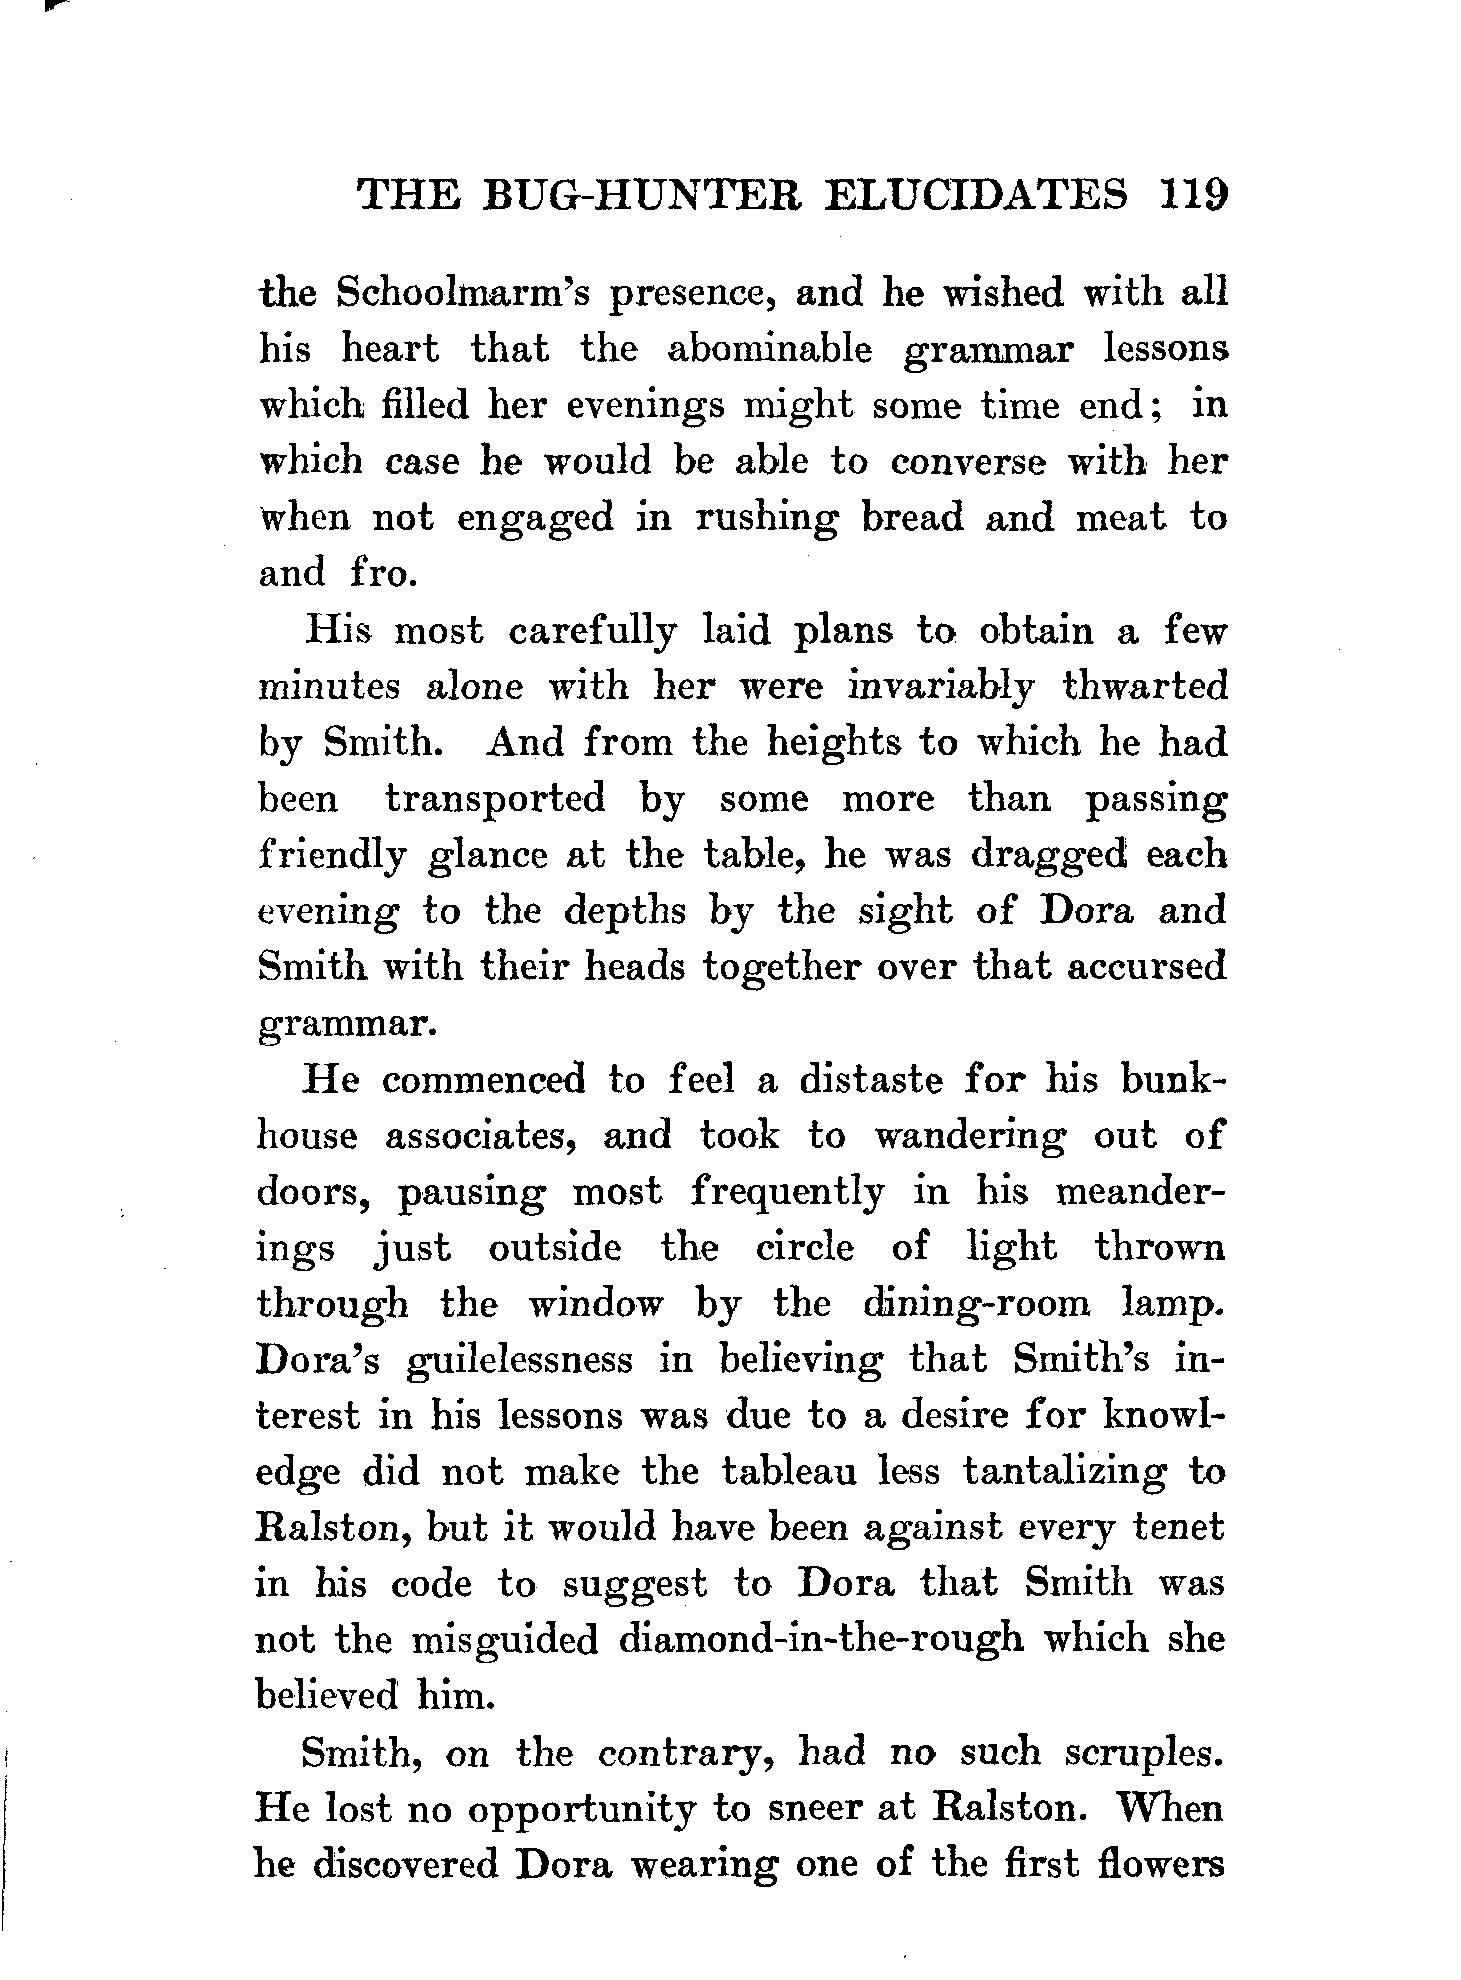 THE BUG-HUNTER ELUCIDATES 119
the Schoolmarm's presence, and he wished with all
his heart that the abominable grammar lessons
which filled her evenings might some time end; in
which case he would be able to converse with her
when not engaged in rushing bread and meat to
and fro.
His most carefully laid plans to obtain a few
minutes alone with her were invariably thwarted
by Smith. And from the heights to which he had
been transported by some more than passing
friendly glance at the table, he was dragged each
evening to the depths by the sight of Dora and
Smith with their heads together over that accursed
grammar.
He commenced to feel a distaste for his bunk-
house associates, and took to wandering out of
doors, pausing most frequently in his meander-
ings just outside the circle of light thrown
through the window by the dining-room lamp.
Dora's guilelessness in believing that Smith's in-
terest in his lessons was due to a desire for knowl-
edge did not make the tableau less tantalizing to
Ralston, but it would have been against every tenet
in his code to suggest to Dora that Smith was
not the misguided diamond-in-the-rough which she
believed him.
Smith, on the contrary, had no such scruples.
He lost no opportunity to sneer at Ralston. When
he discovered Dora wearing one of the first flowers